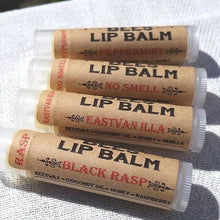 BEES
LIP BALM
PEPPERMINT
LIP BALM
NO SMELL
LIP BALM
EASTVAN ILLA
BEESWAX • COCONUT OIL • HONEY • VANILLA
RASP
BEES
LIP BALM
BLACK RASP
BEESWAX • COCONUT OIL • HONEY • RASPBERRY